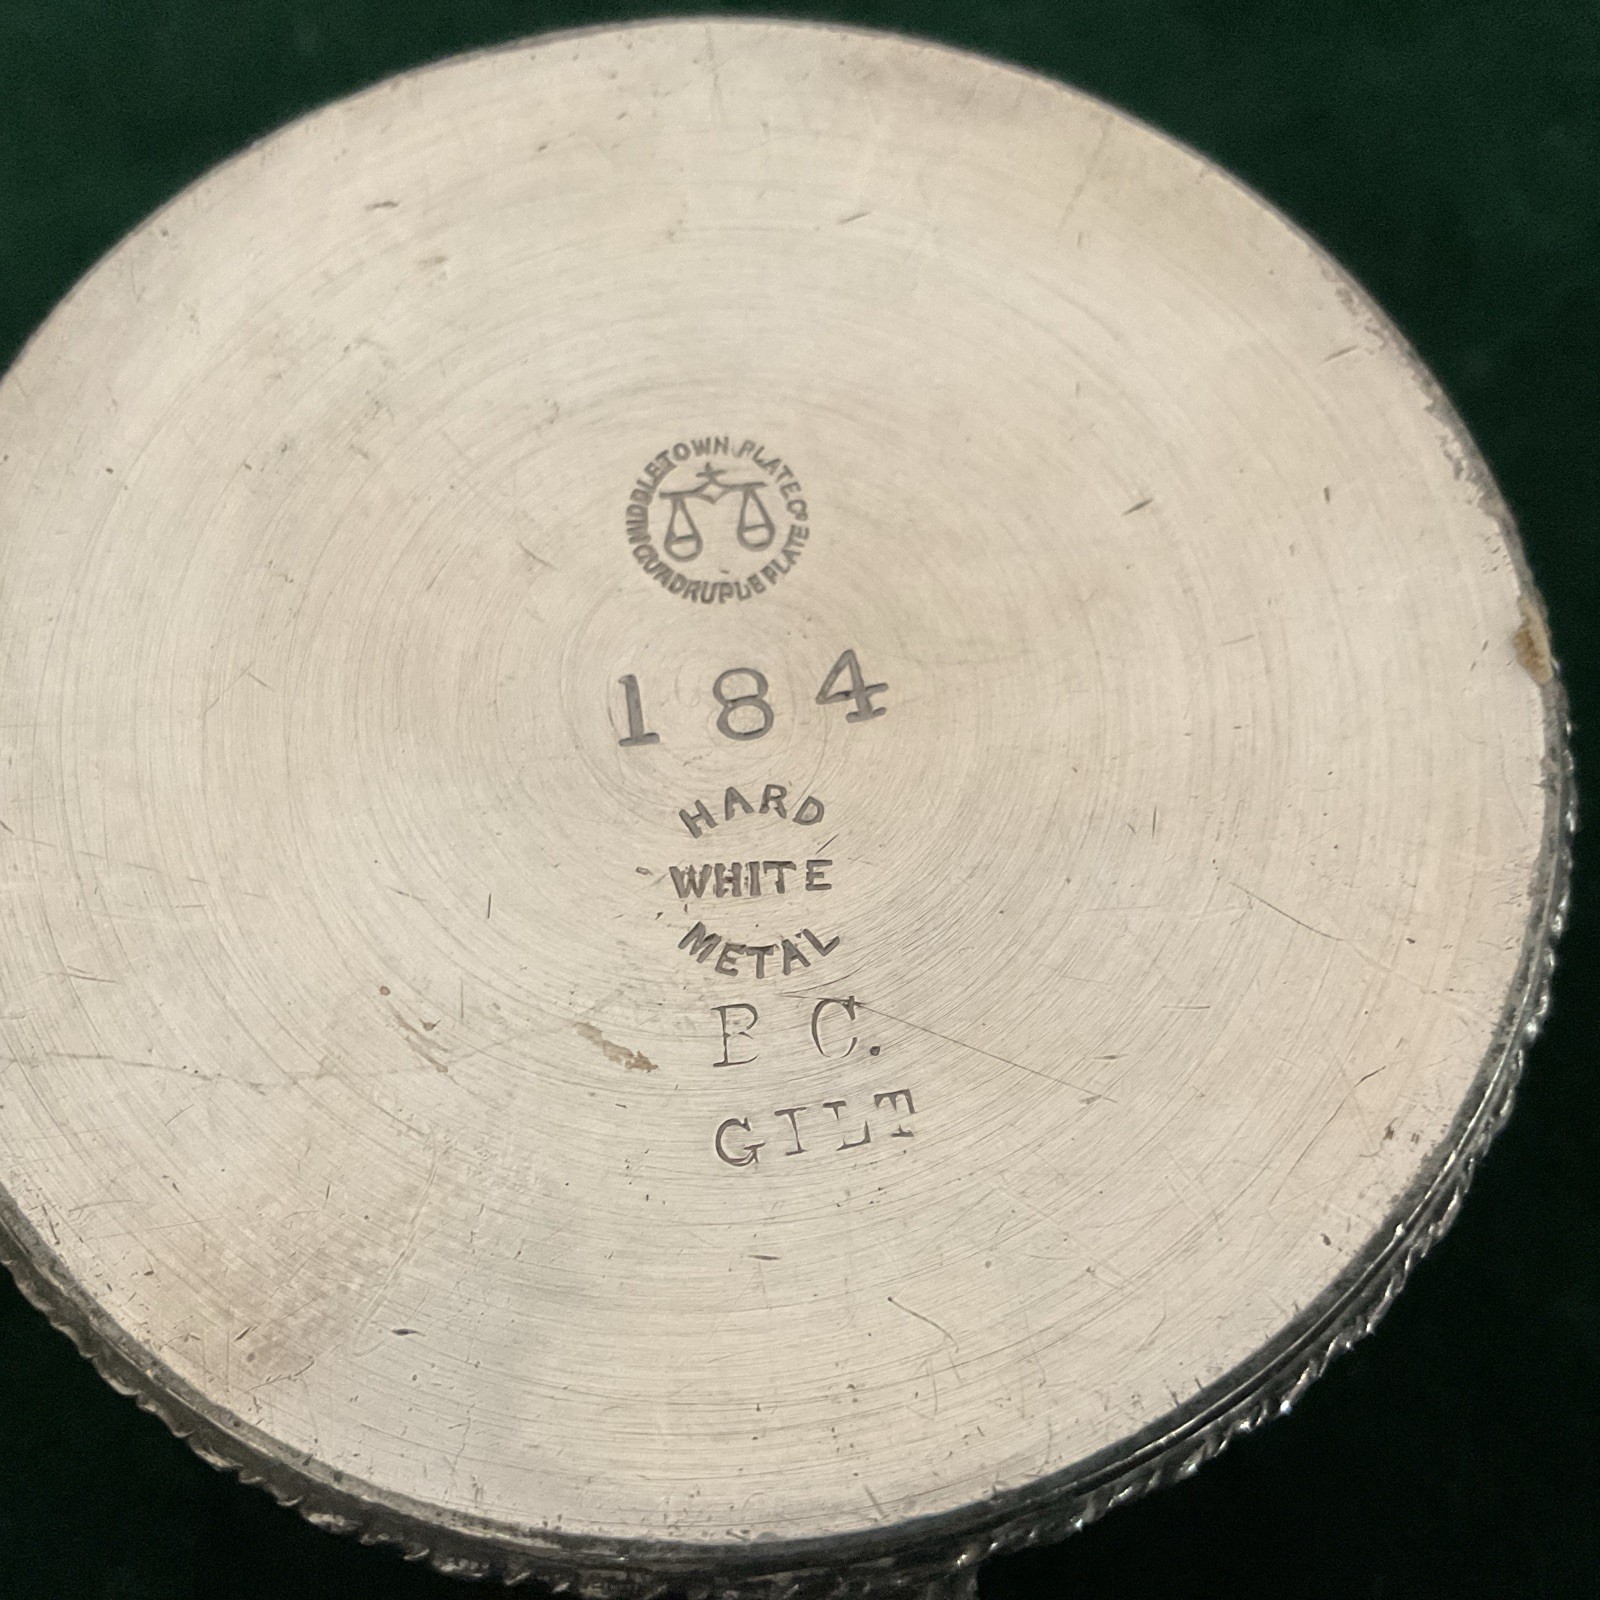 MIDDLETOWN PLATE Co
QUADRUPLE PLATE
184
HARD
WHITE
METAL
B C.
GILT